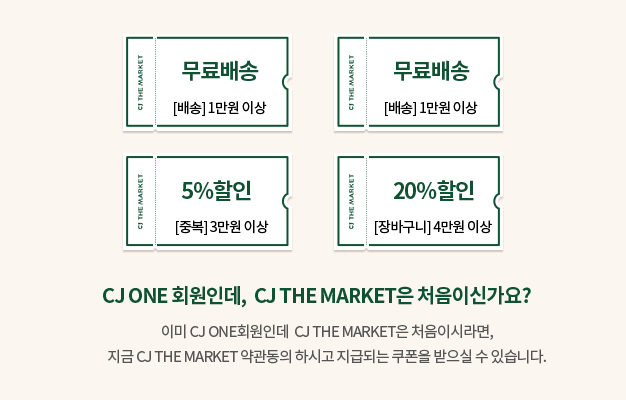 CJ THE MARKET
무료배송
[배송] 1만원 이상
CJ THE MARKET
무료배송
[배송] 1만원 이상
CJ THE MARKET
5%할인
[중복] 3만원 이상
CJ THE MARKET
20%할인
[장바구니] 4만원 이상
CJ ONE 회원인데, CJ THE MARKET은 처음이신가요?
이미 CJ ONE회원인데 CJ THE MARKET은 처음이시라면,
지금 CJ THE MARKET 약관동의 하시고 지급되는 쿠폰을 받으실 수 있습니다.